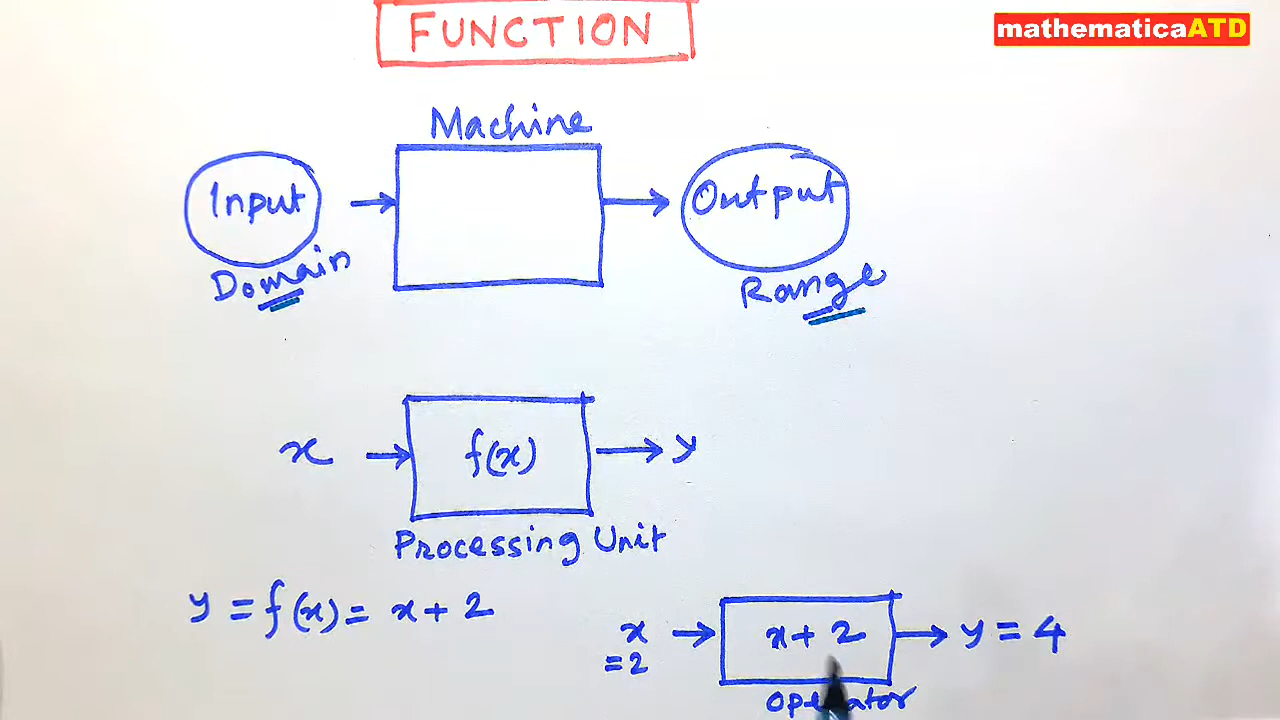 FUNCTION
mathematicaATD
Machine
Input
Output
Domain
Range
x
f(x)
y
Processing Unit
y = f(x) = x + 2
x
= 2
x + 2
y = 4